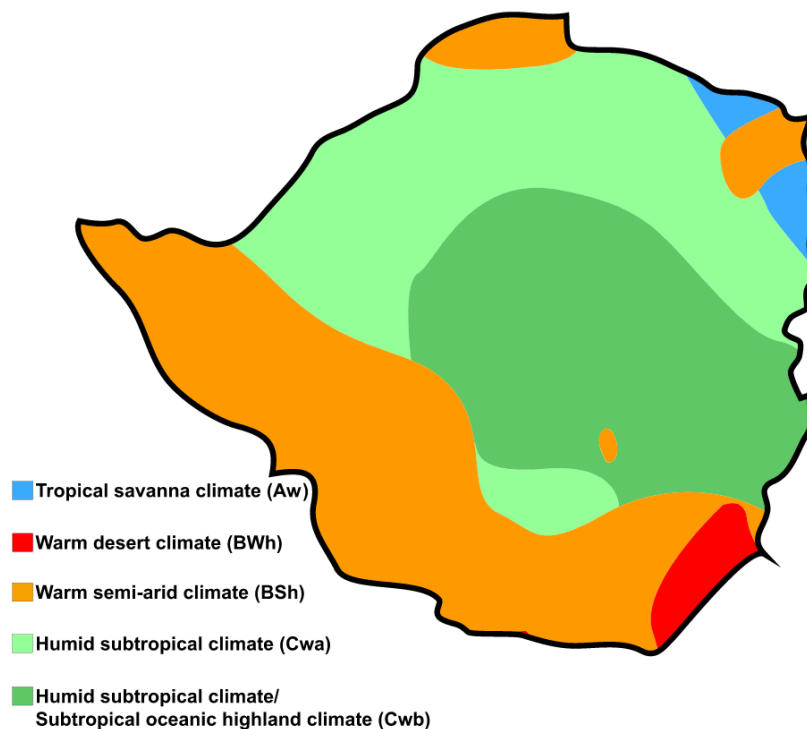 Tropical savanna climate (Aw)
Warm desert climate (BWh)
Warm semi-arid climate (BSh)
Humid subtropical climate (Cwa)
Humid subtropical climate/
Subtropical oceanic highland climate (Cwb)